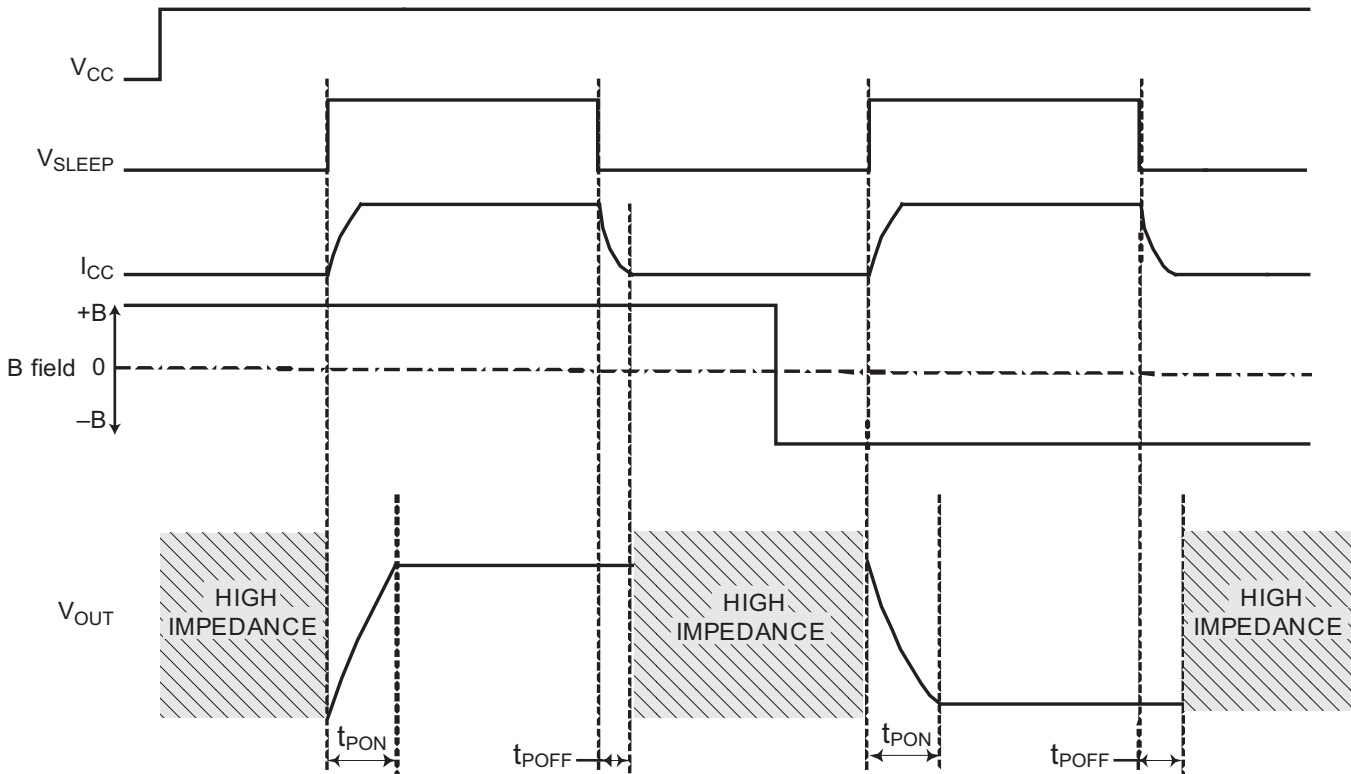 VCC
VSLEEP
ICC
+B
B field 0
–B
VOUT
HIGH
IMPEDANCE
HIGH
IMPEDANCE
HIGH
IMPEDANCE
tPON
tPOFF
tPON
tPOFF